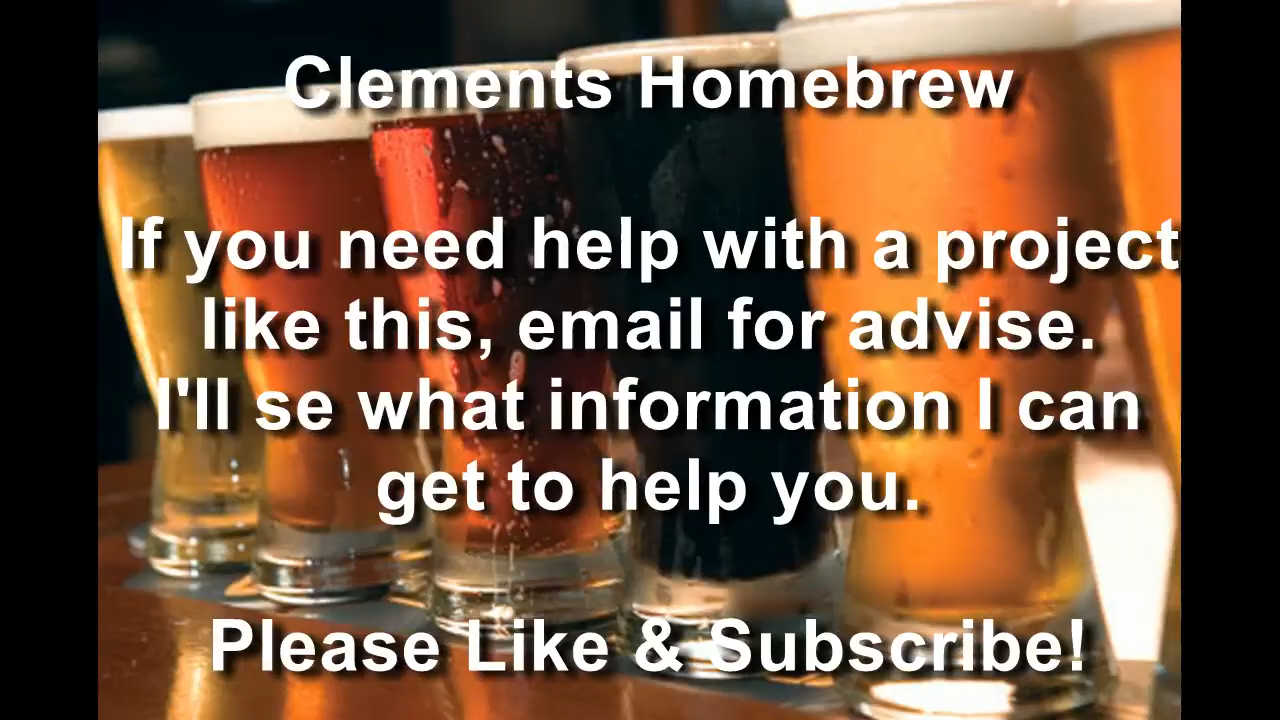 Clements Homebrew
If you need help with a project
like this, email for advise.
I'll se what information I can
get to help you.
Please Like & Subscribe!